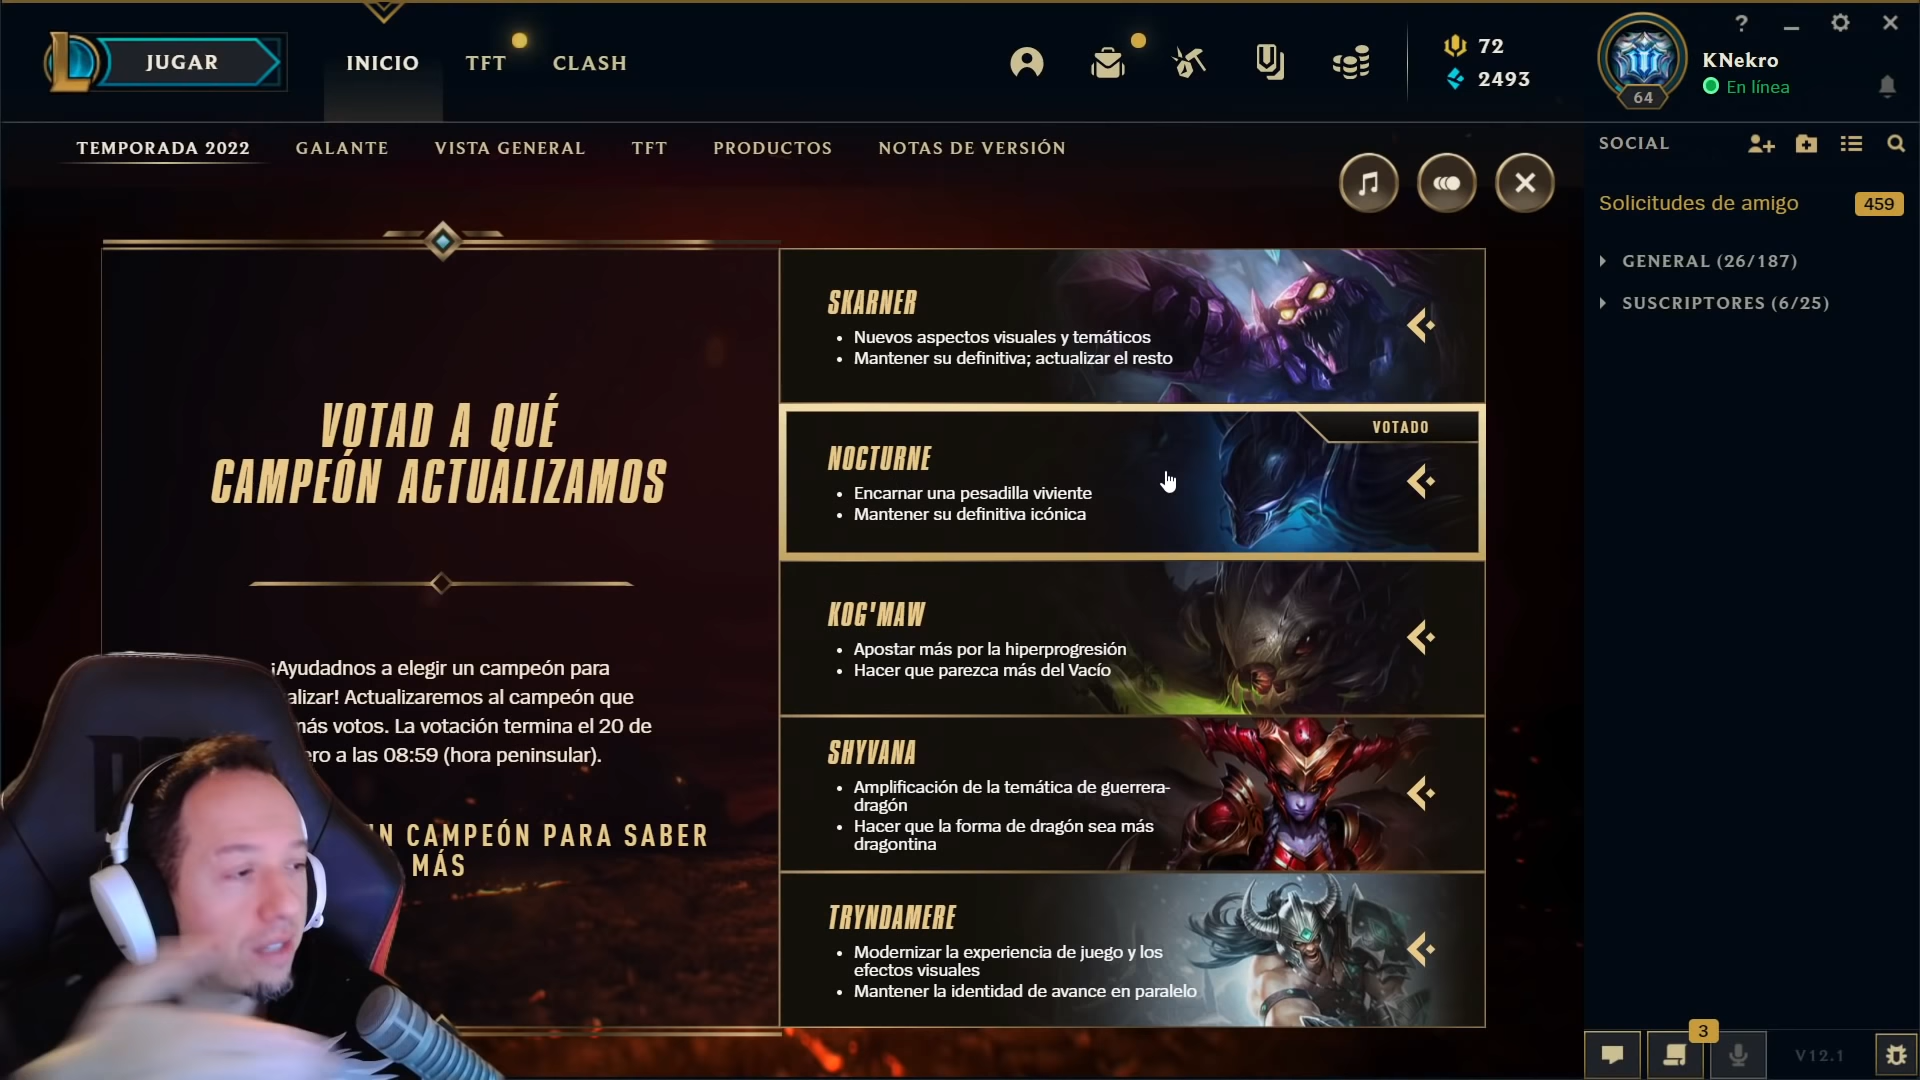 JUGAR
INICIO
TFT
CLASH
72
2493
?
64
KNekro
En línea
TEMPORADA 2022
GALANTE
VISTA GENERAL
TFT
PRODUCTOS
NOTAS DE VERSIÓN
SOCIAL
Solicitudes de amigo
459
GENERAL (26/187)
SUSCRIPTORES (6/25)
VOTAD A QUÉ
CAMPEÓN ACTUALIZAMOS
¡Ayudadnos a elegir un campeón para
alizar! Actualizaremos al campeón que
más votos. La votación termina el 20 de
ero a las 08:59 (hora peninsular).
N CAMPEÓN PARA SABER
MÁS
SKARNER
• Nuevos aspectos visuales y temáticos
• Mantener su definitiva; actualizar el resto
VOTADO
NOCTURNE
• Encarnar una pesadilla viviente
• Mantener su definitiva icónica
KOG'MAW
• Apostar más por la hiperprogresión
• Hacer que parezca más del Vacío
SHYVANA
• Amplificación de la temática de guerrera-
dragón
• Hacer que la forma de dragón sea más
dragontina
TRYNDAMERE
• Modernizar la experiencia de juego y los
efectos visuales
• Mantener la identidad de avance en paralelo
3
V12.1